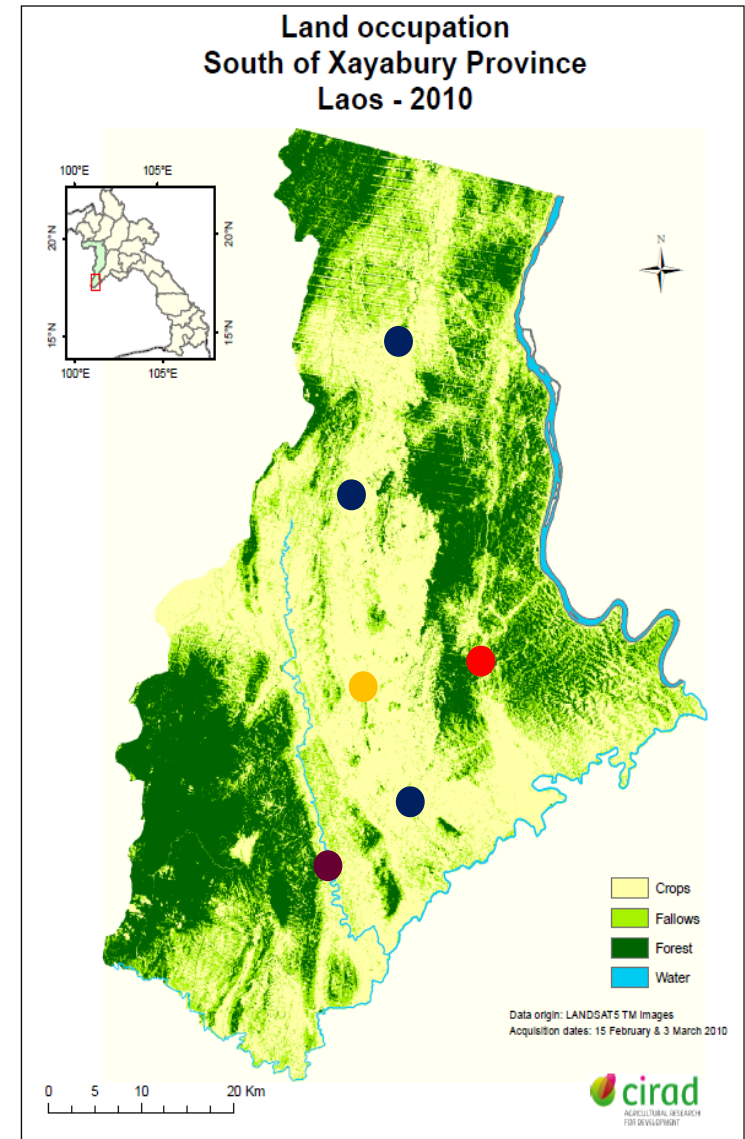 Land occupation
South of Xayabury Province
Laos - 2010
100°E 105°E
20°N 20°N
15°N 15°N
100°E 105°E
N
Crops
Fallows
Forest
Water
Data origin: LANDSAT5 TM Images
Acquisition dates: 15 February & 3 March 2010
0 5 10 20 Km
cirad
AGRICULTURAL RESEARCH
FOR DEVELOPMENT